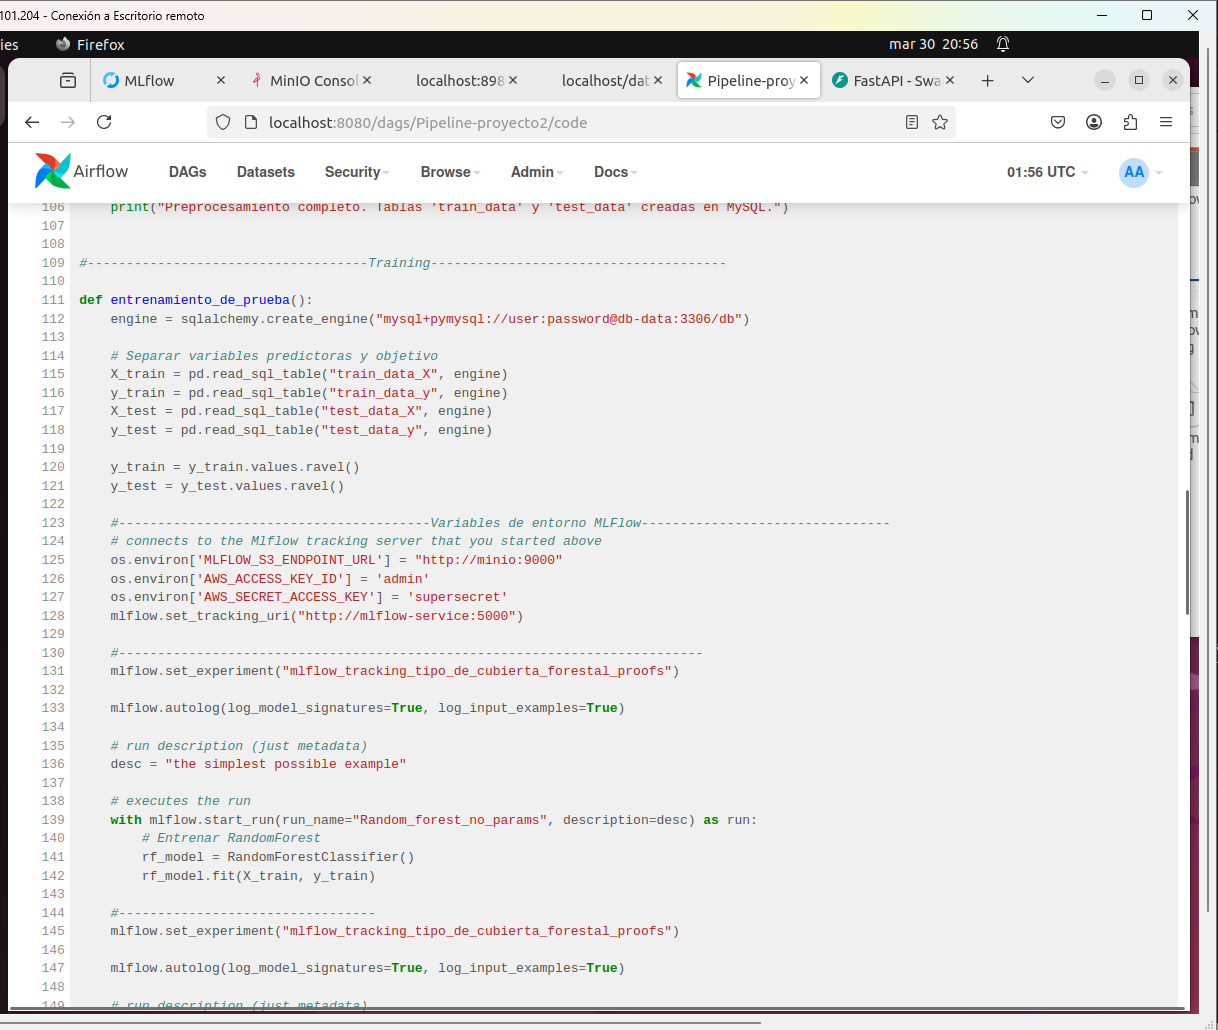 101.204 - Conexión a Escritorio remoto
ies Firefox mar 30 20:56
MLflow MinIO Consol localhost:898 localhost/dat Pipeline-proy FastAPI - Swa
localhost:8080/dags/Pipeline-proyecto2/code
Airflow DAGs Datasets Security Browse Admin Docs 01:56 UTC AA
106     print("Preprocesamiento completo. Tablas 'train_data' y 'test_data' creadas en MySQL.")
107
108
109 #------------------------------------Training--------------------------------------
110
111 def entrenamiento_de_prueba():
112     engine = sqlalchemy.create_engine("mysql+pymysql://user:password@db-data:3306/db")
113
114     # Separar variables predictoras y objetivo
115     X_train = pd.read_sql_table("train_data_X", engine)
116     y_train = pd.read_sql_table("train_data_y", engine)
117     X_test = pd.read_sql_table("test_data_X", engine)
118     y_test = pd.read_sql_table("test_data_y", engine)
119
120     y_train = y_train.values.ravel()
121     y_test = y_test.values.ravel()
122
123     #----------------------------------------Variables de entorno MLFlow--------------------------------
124     # connects to the Mlflow tracking server that you started above
125     os.environ['MLFLOW_S3_ENDPOINT_URL'] = "http://minio:9000"
126     os.environ['AWS_ACCESS_KEY_ID'] = 'admin'
127     os.environ['AWS_SECRET_ACCESS_KEY'] = 'supersecret'
128     mlflow.set_tracking_uri("http://mlflow-service:5000")
129
130     #---------------------------------------------------------------------------
131     mlflow.set_experiment("mlflow_tracking_tipo_de_cubierta_forestal_proofs")
132
133     mlflow.autolog(log_model_signatures=True, log_input_examples=True)
134
135     # run description (just metadata)
136     desc = "the simplest possible example"
137
138     # executes the run
139     with mlflow.start_run(run_name="Random_forest_no_params", description=desc) as run:
140         # Entrenar RandomForest
141         rf_model = RandomForestClassifier()
142         rf_model.fit(X_train, y_train)
143
144     #---------------------------------
145     mlflow.set_experiment("mlflow_tracking_tipo_de_cubierta_forestal_proofs")
146
147     mlflow.autolog(log_model_signatures=True, log_input_examples=True)
148
149     # run description (just metadata)